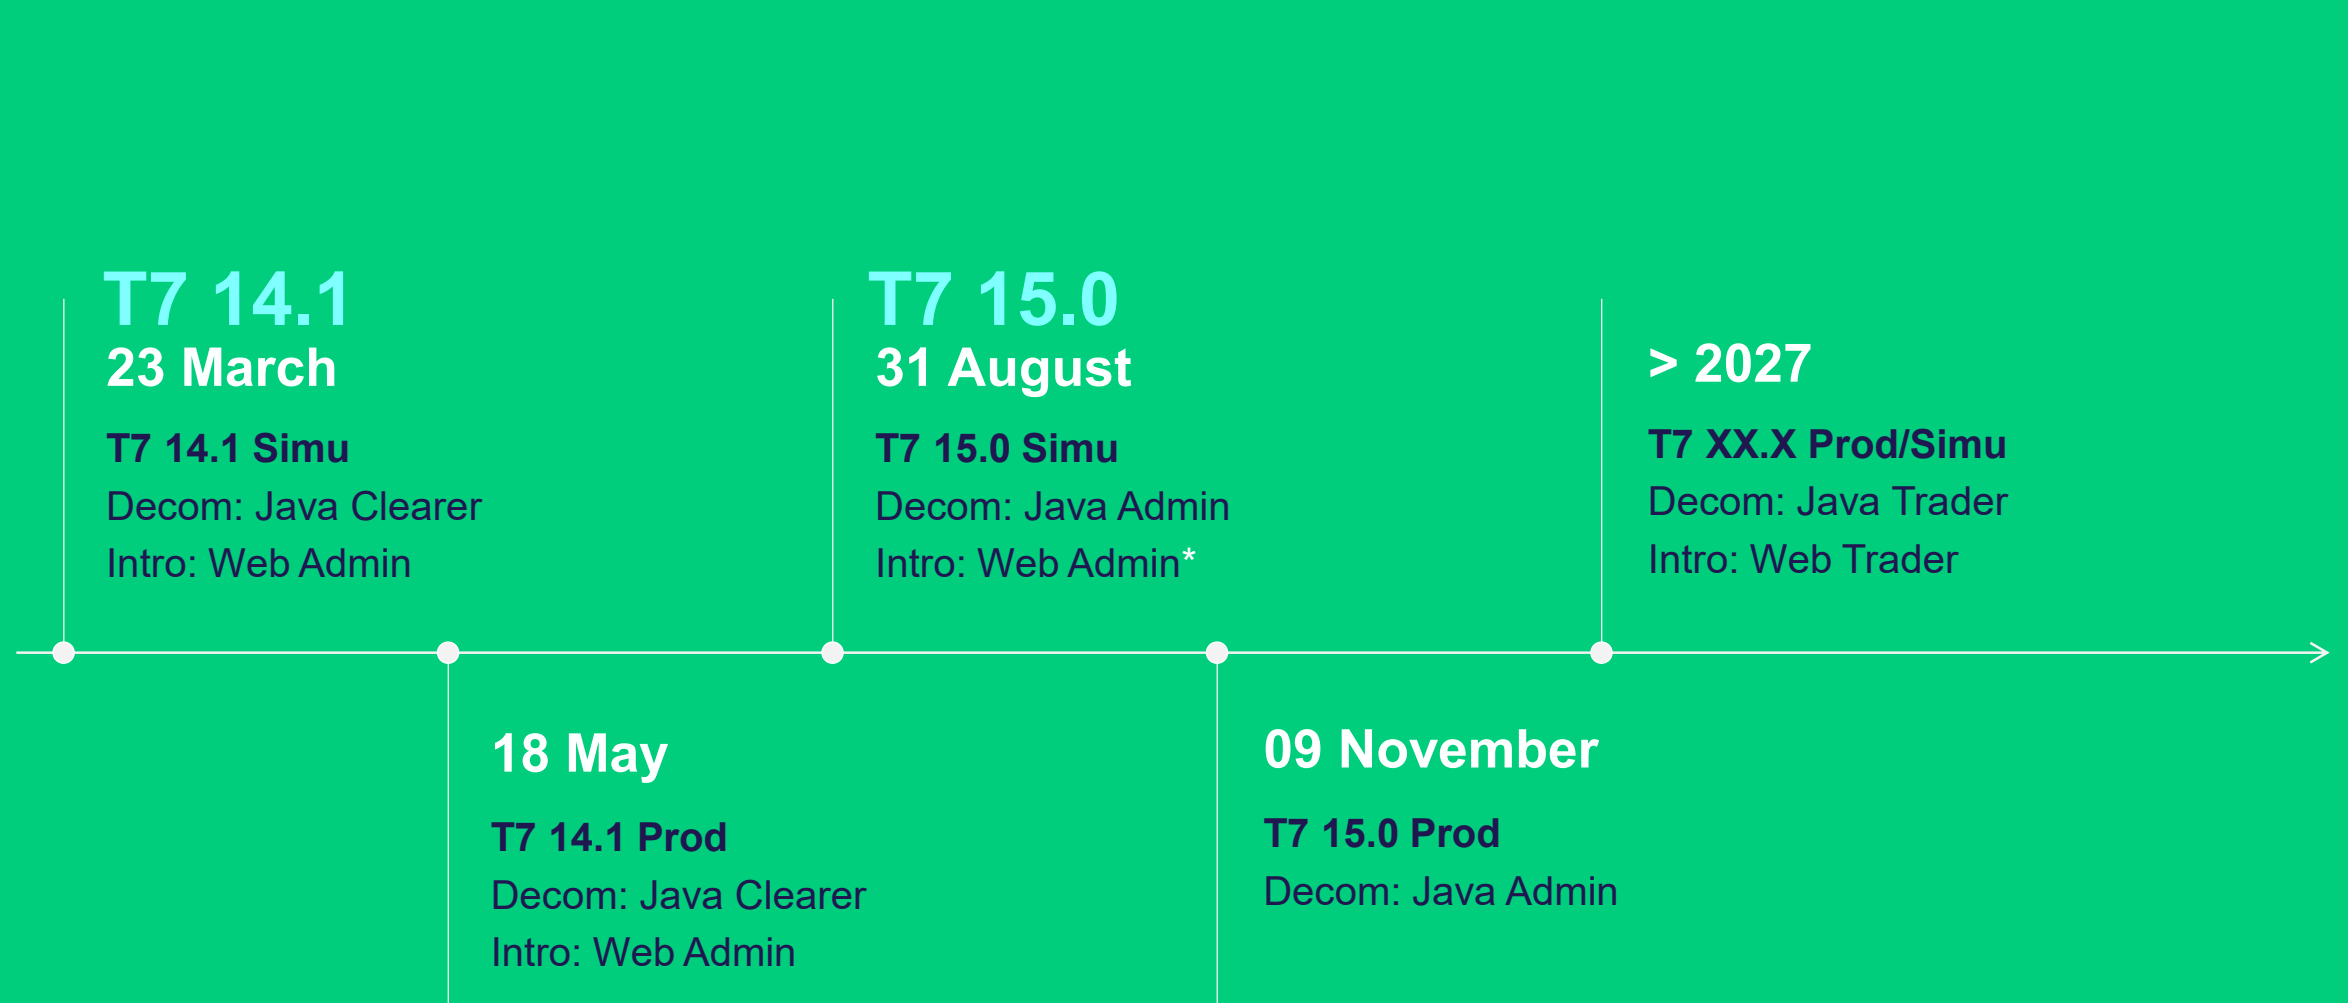 T7 14.1
23 March
T7 14.1 Simu
Decom: Java Clearer
Intro: Web Admin
18 May
T7 14.1 Prod
Decom: Java Clearer
Intro: Web Admin
T7 15.0
31 August
T7 15.0 Simu
Decom: Java Admin
Intro: Web Admin*
09 November
T7 15.0 Prod
Decom: Java Admin
> 2027
T7 XX.X Prod/Simu
Decom: Java Trader
Intro: Web Trader